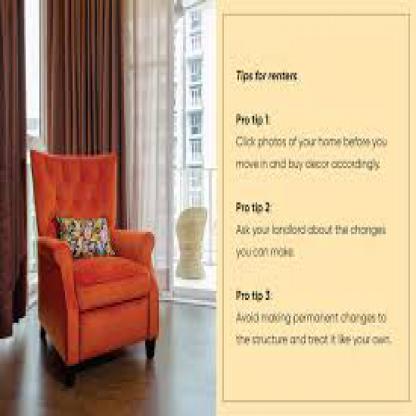 Tips for renters
Pro tip 1:
Click photos of your home before you
move in and buy decor accordingly.
Pro tip 2:
Ask your landlord about the changes
you can make.
Pro tip 3:
Avoid making permanent changes to
the structure and treat it like your own.